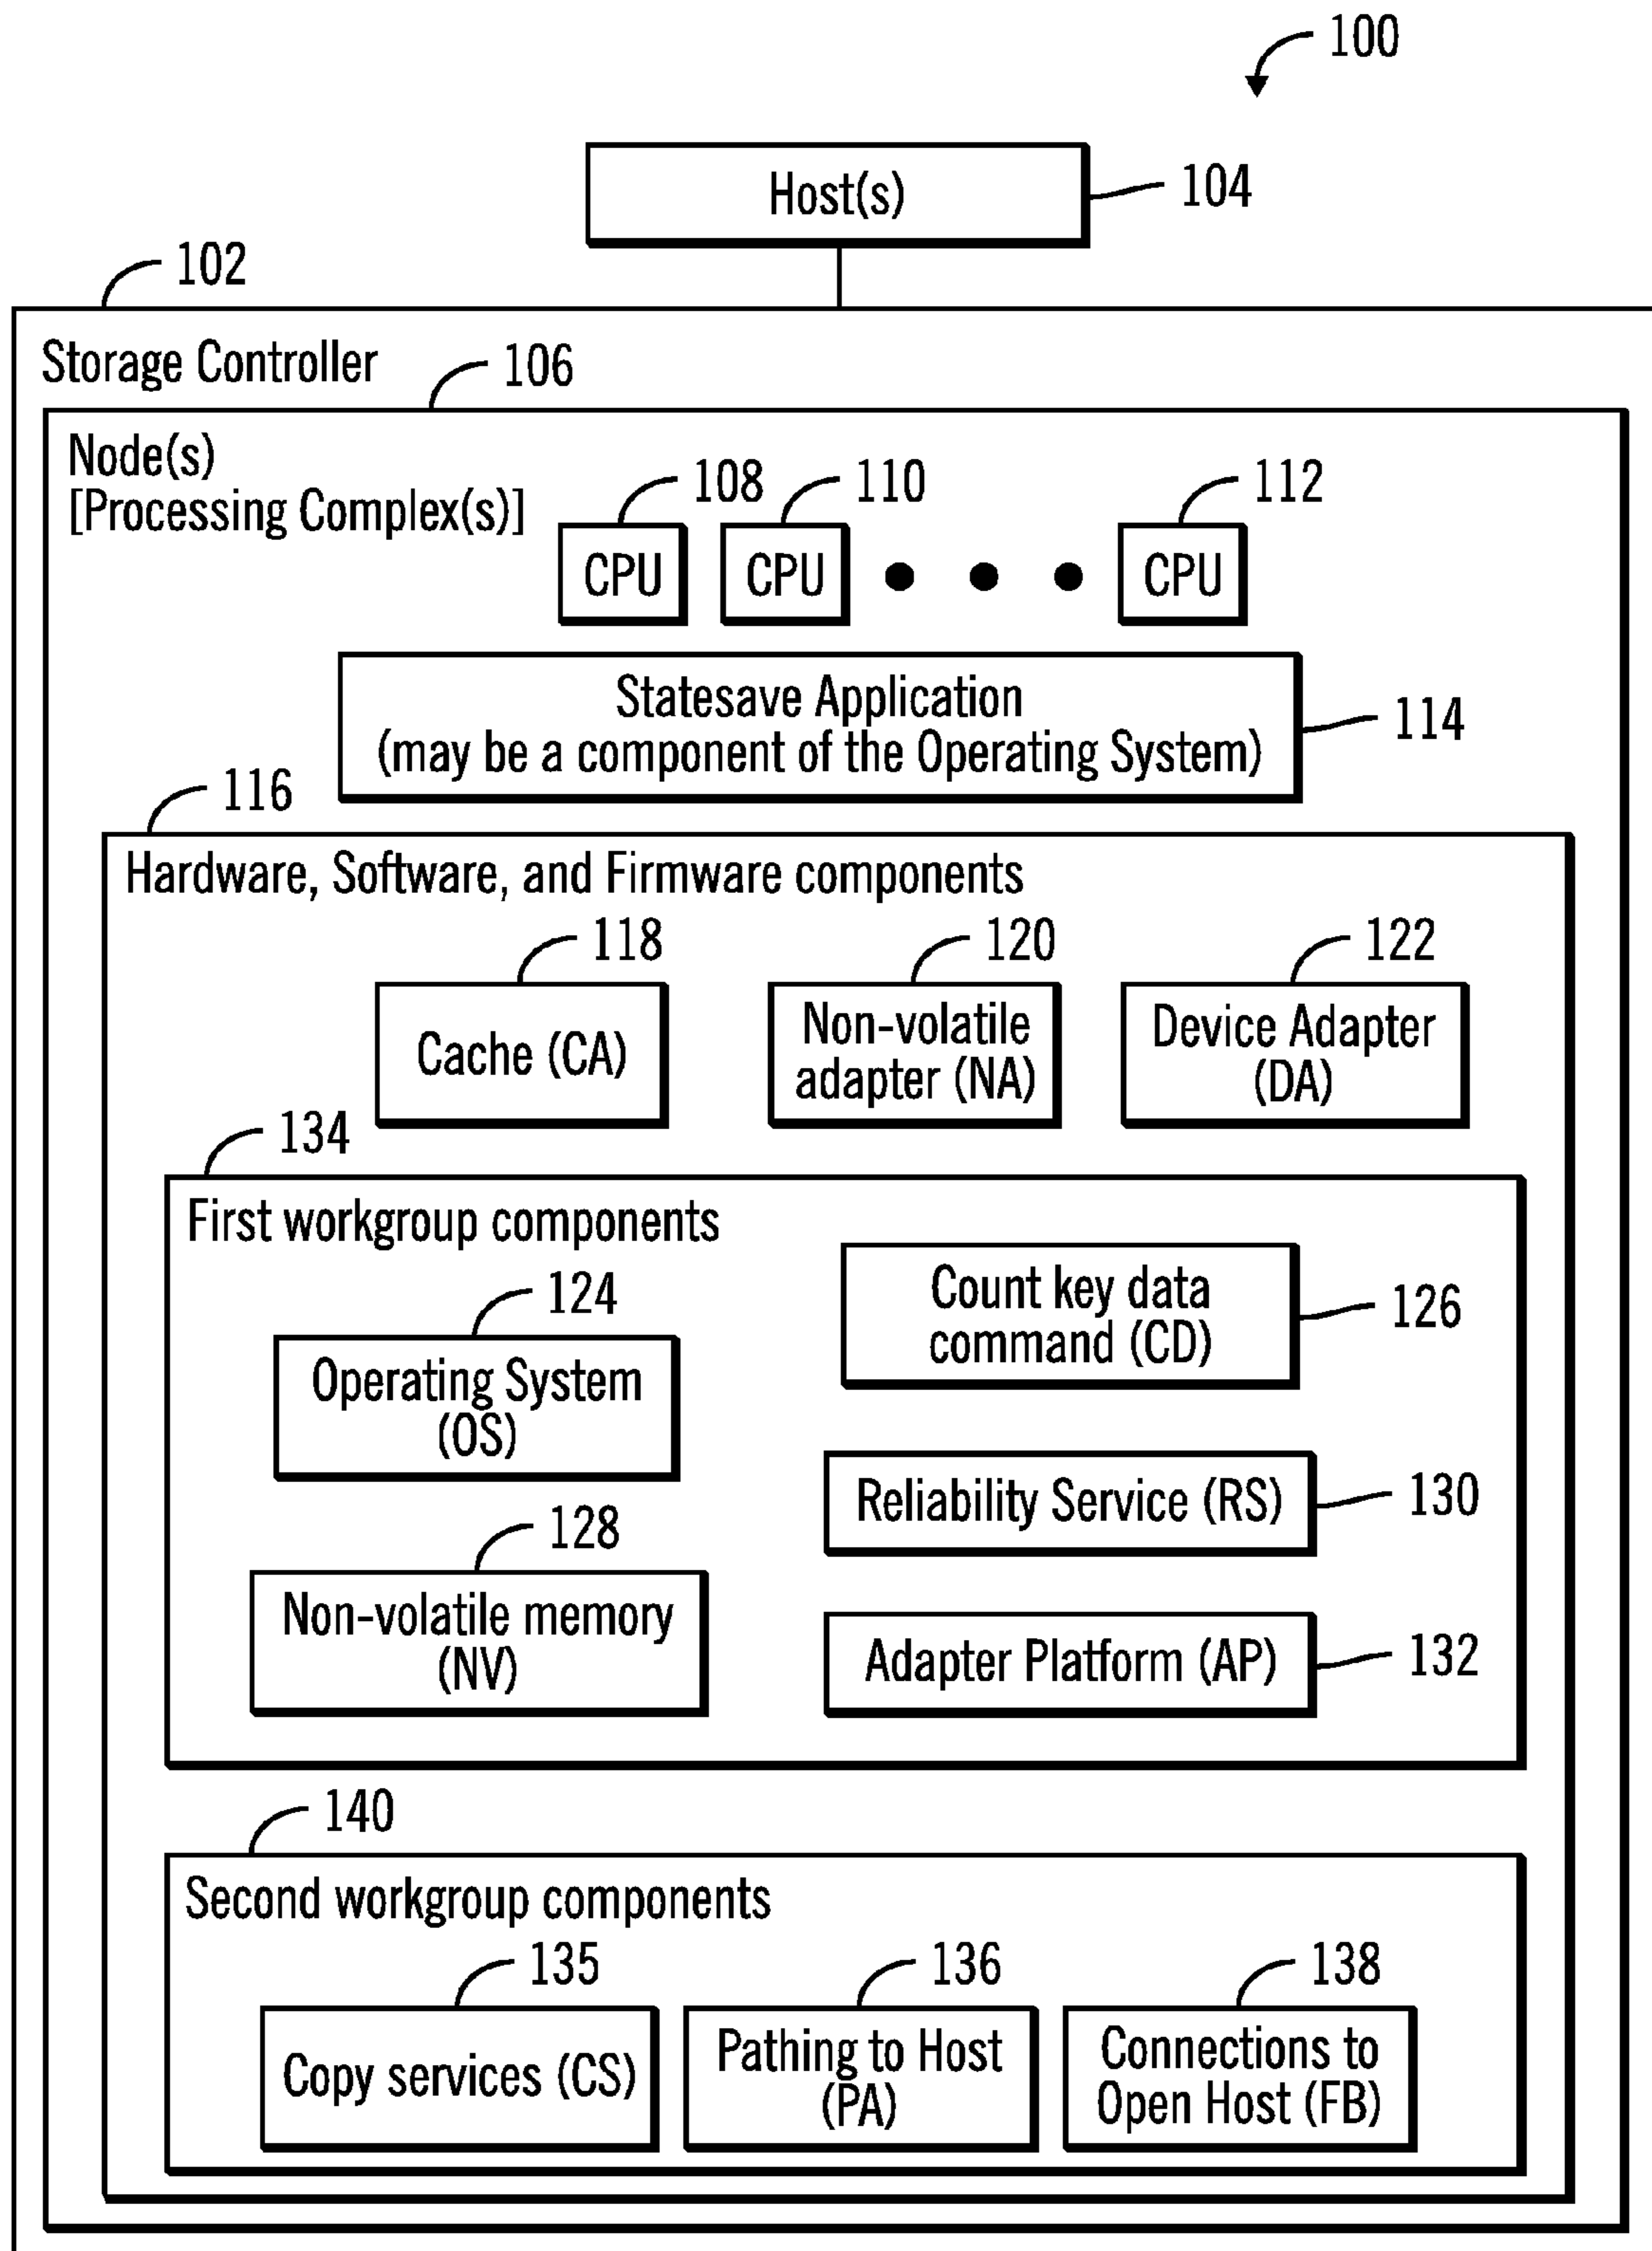 100
Host(s)
104
102
Storage Controller
106
Node(s)
[Processing Complex(s)]
108
110
112
CPU
CPU
CPU
Statesave Application
(may be a component of the Operating System)
114
116
Hardware, Software, and Firmware components
118
120
122
Cache (CA)
Non-volatile
adapter (NA)
Device Adapter
(DA)
134
First workgroup components
124
Operating System
(OS)
Count key data
command (CD)
126
Reliability Service (RS)
130
128
Non-volatile memory
(NV)
Adapter Platform (AP)
132
140
Second workgroup components
135
136
138
Copy services (CS)
Pathing to Host
(PA)
Connections to
Open Host (FB)